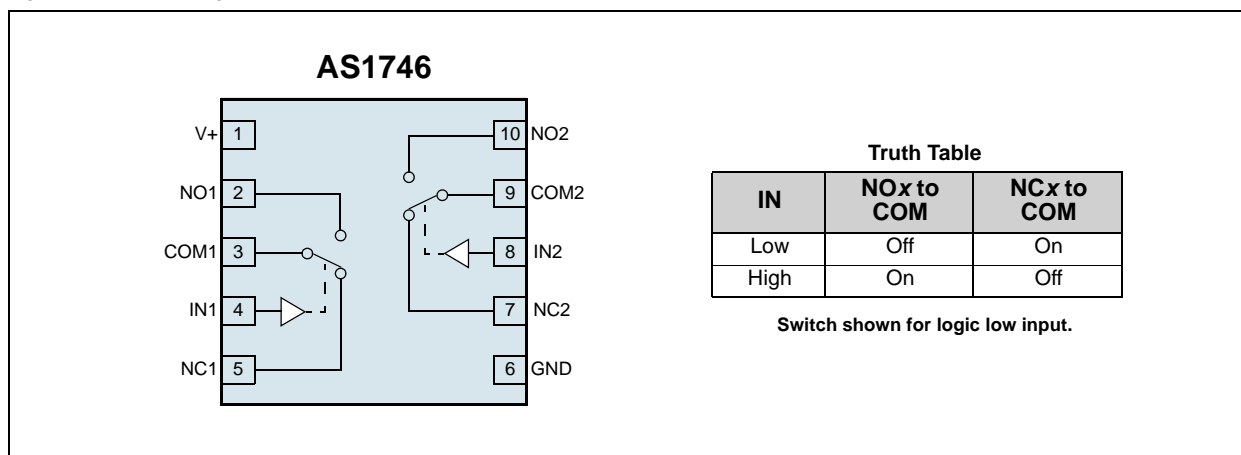 AS1746
V+ 1
NO1 2
COM1 3
IN1 4
NC1 5
10 NO2
9 COM2
8 IN2
7 NC2
6 GND
Truth Table
IN NOx to COM NCx to COM
Low Off On
High On Off
Switch shown for logic low input.